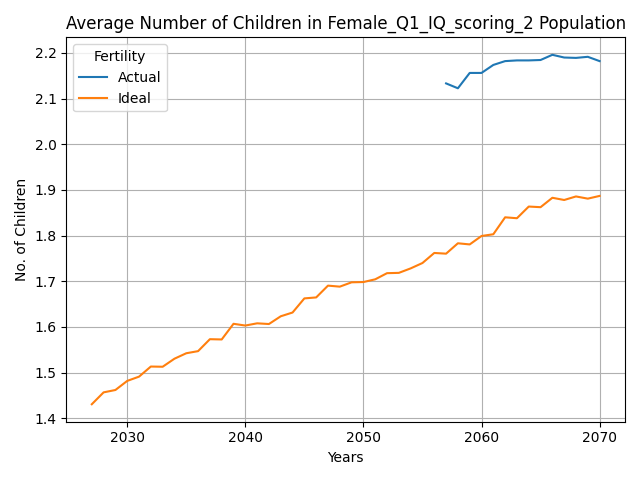 Average Number of Children in Female_Q1_IQ_scoring_2 Population
Fertility
Actual
Ideal
No. of Children
2.2
2.1
2.0
1.9
1.8
1.7
1.6
1.5
1.4
2030
2040
2050
2060
2070
Years